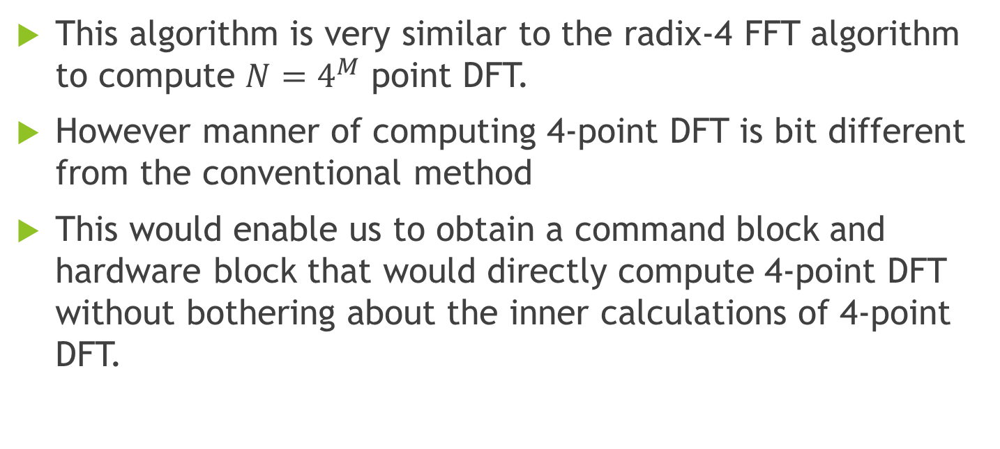 This algorithm is very similar to the radix-4 FFT algorithm
to compute N = 4^M point DFT.
However manner of computing 4-point DFT is bit different
from the conventional method
This would enable us to obtain a command block and
hardware block that would directly compute 4-point DFT
without bothering about the inner calculations of 4-point
DFT.